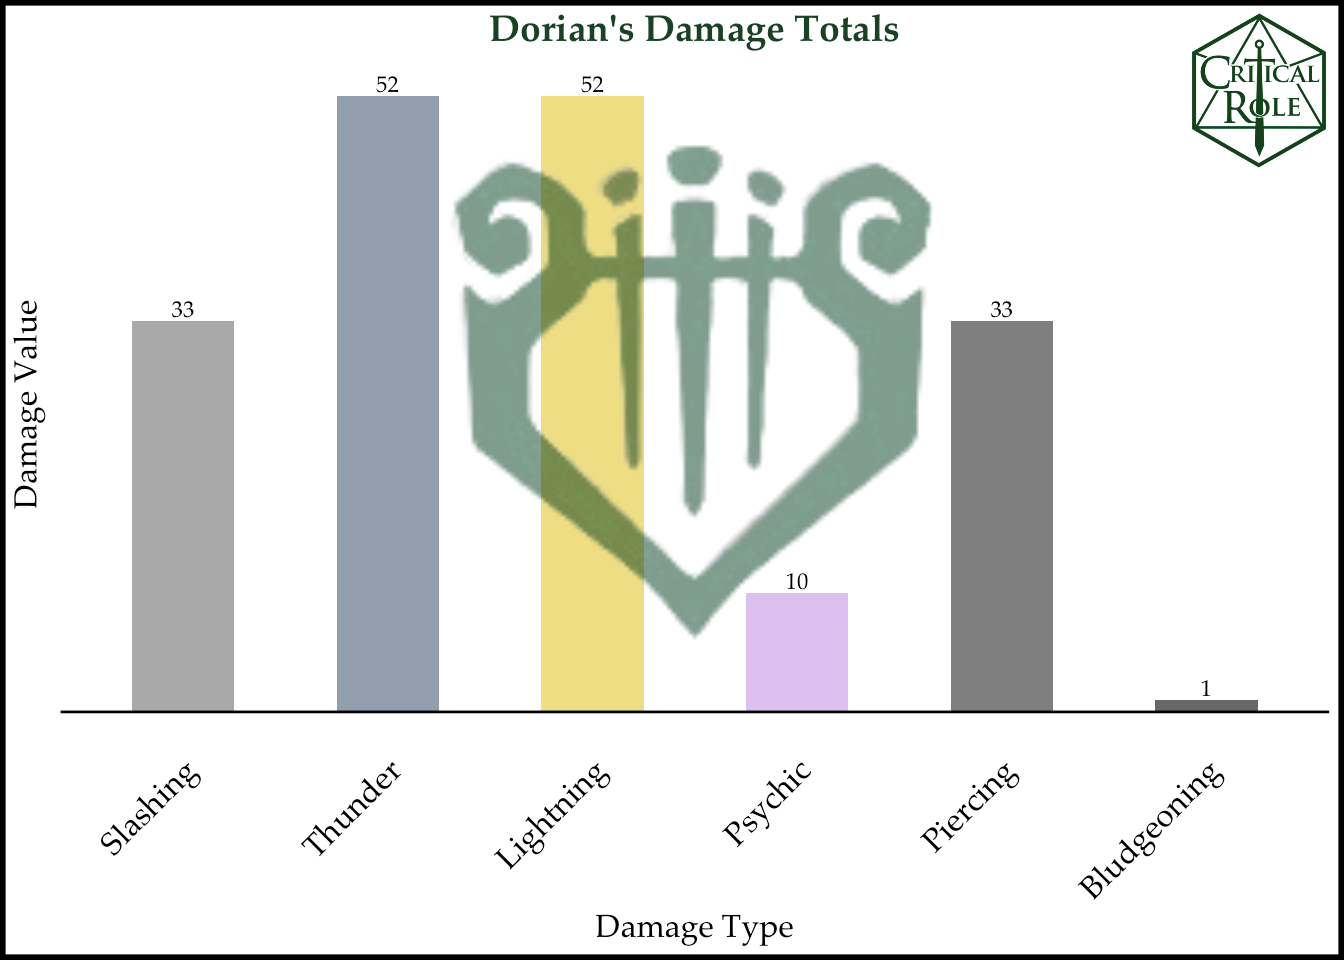 Dorian's Damage Totals
CRITICAL
ROLE
52
52
33
33
10
1
Damage Value
Slashing
Thunder
Lightning
Psychic
Piercing
Bludgeoning
Damage Type